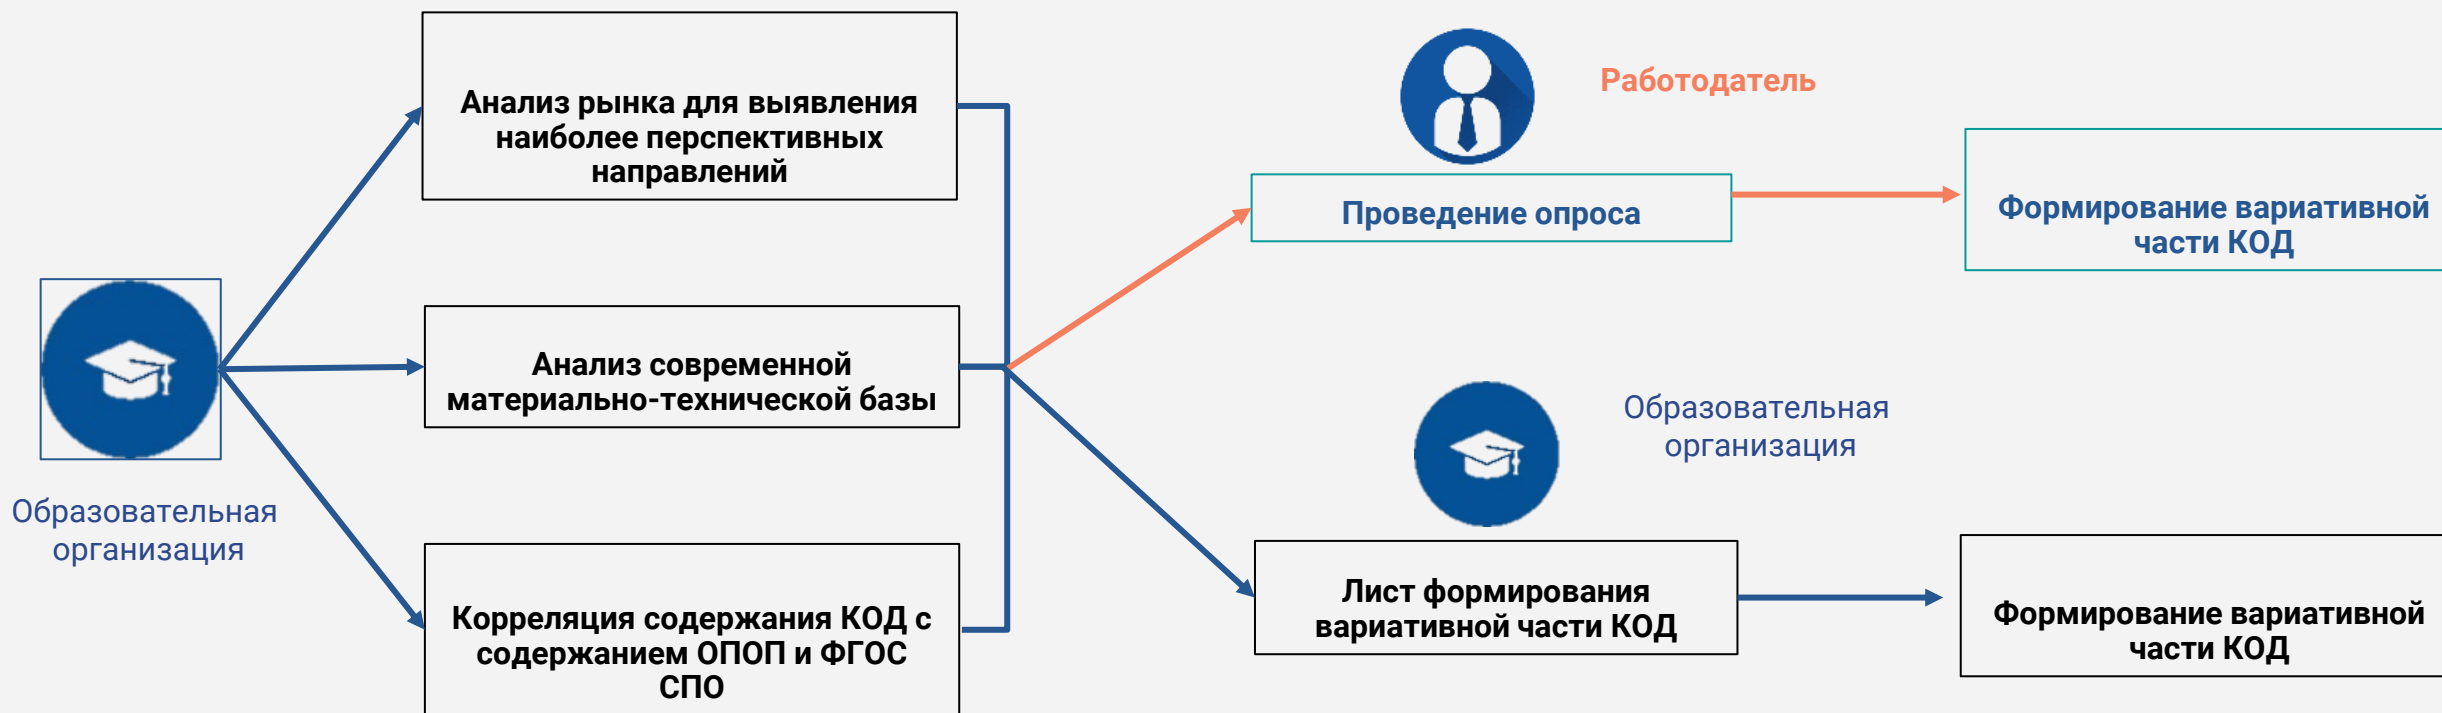 Анализ рынка для выявления
наиболее перспективных
направлений
Анализ современной
материально-технической базы
Корреляция содержания КОД с
содержанием ОПОП и ФГОС
СПО
Образовательная
организация
Работодатель
Проведение опроса
Формирование вариативной
части КОД
Образовательная
организация
Лист формирования
вариативной части КОД
Формирование вариативной
части КОД